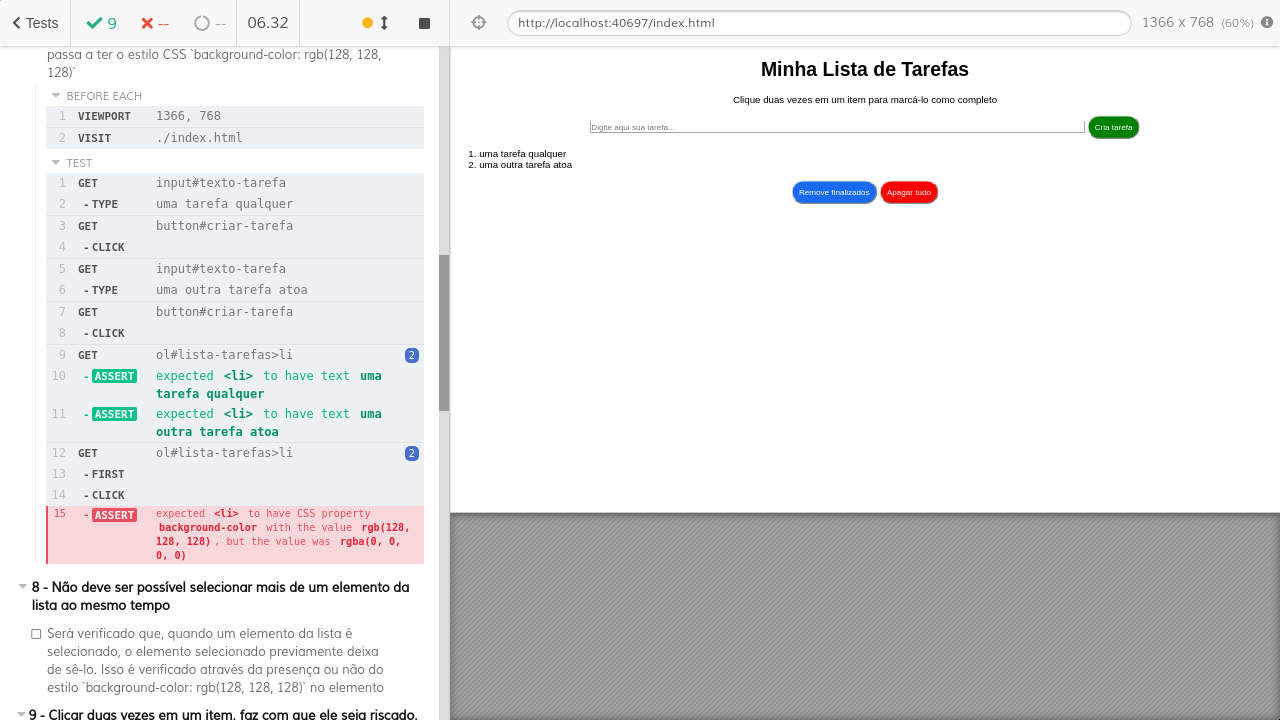 Tests
9
--
--
06.32
http://localhost:40697/index.html
1366 x 768 (60%)
passa a ter o estilo CSS `background-color: rgb(128, 128,
128)`
BEFORE EACH
1 VIEWPORT 1366, 768
2 VISIT ./index.html
TEST
1 GET input#texto-tarefa
2 -TYPE uma tarefa qualquer
3 GET button#criar-tarefa
4 -CLICK
5 GET input#texto-tarefa
6 -TYPE uma outra tarefa atoa
7 GET button#criar-tarefa
8 -CLICK
9 GET ol#lista-tarefas>li 2
10 -ASSERT expected <li> to have text uma
tarefa qualquer
11 -ASSERT expected <li> to have text uma
outra tarefa atoa
12 GET ol#lista-tarefas>li 2
13 -FIRST
14 -CLICK
15 -ASSERT expected <li> to have CSS property
background-color with the value rgb(128,
128, 128), but the value was rgba(0, 0,
0, 0)
8 - Não deve ser possível selecionar mais de um elemento da
lista ao mesmo tempo
Será verificado que, quando um elemento da lista é
selecionado, o elemento selecionado previamente deixa
de sê-lo. Isso é verificado através da presença ou não do
estilo `background-color: rgb(128, 128, 128)` no elemento
9 - Clicar duas vezes em um item, faz com que ele seja riscado,
Minha Lista de Tarefas
Clique duas vezes em um item para marcá-lo como completo
Digite aqui sua tarefa...
Cria tarefa
1. uma tarefa qualquer
2. uma outra tarefa atoa
Remove finalizados
Apagar tudo